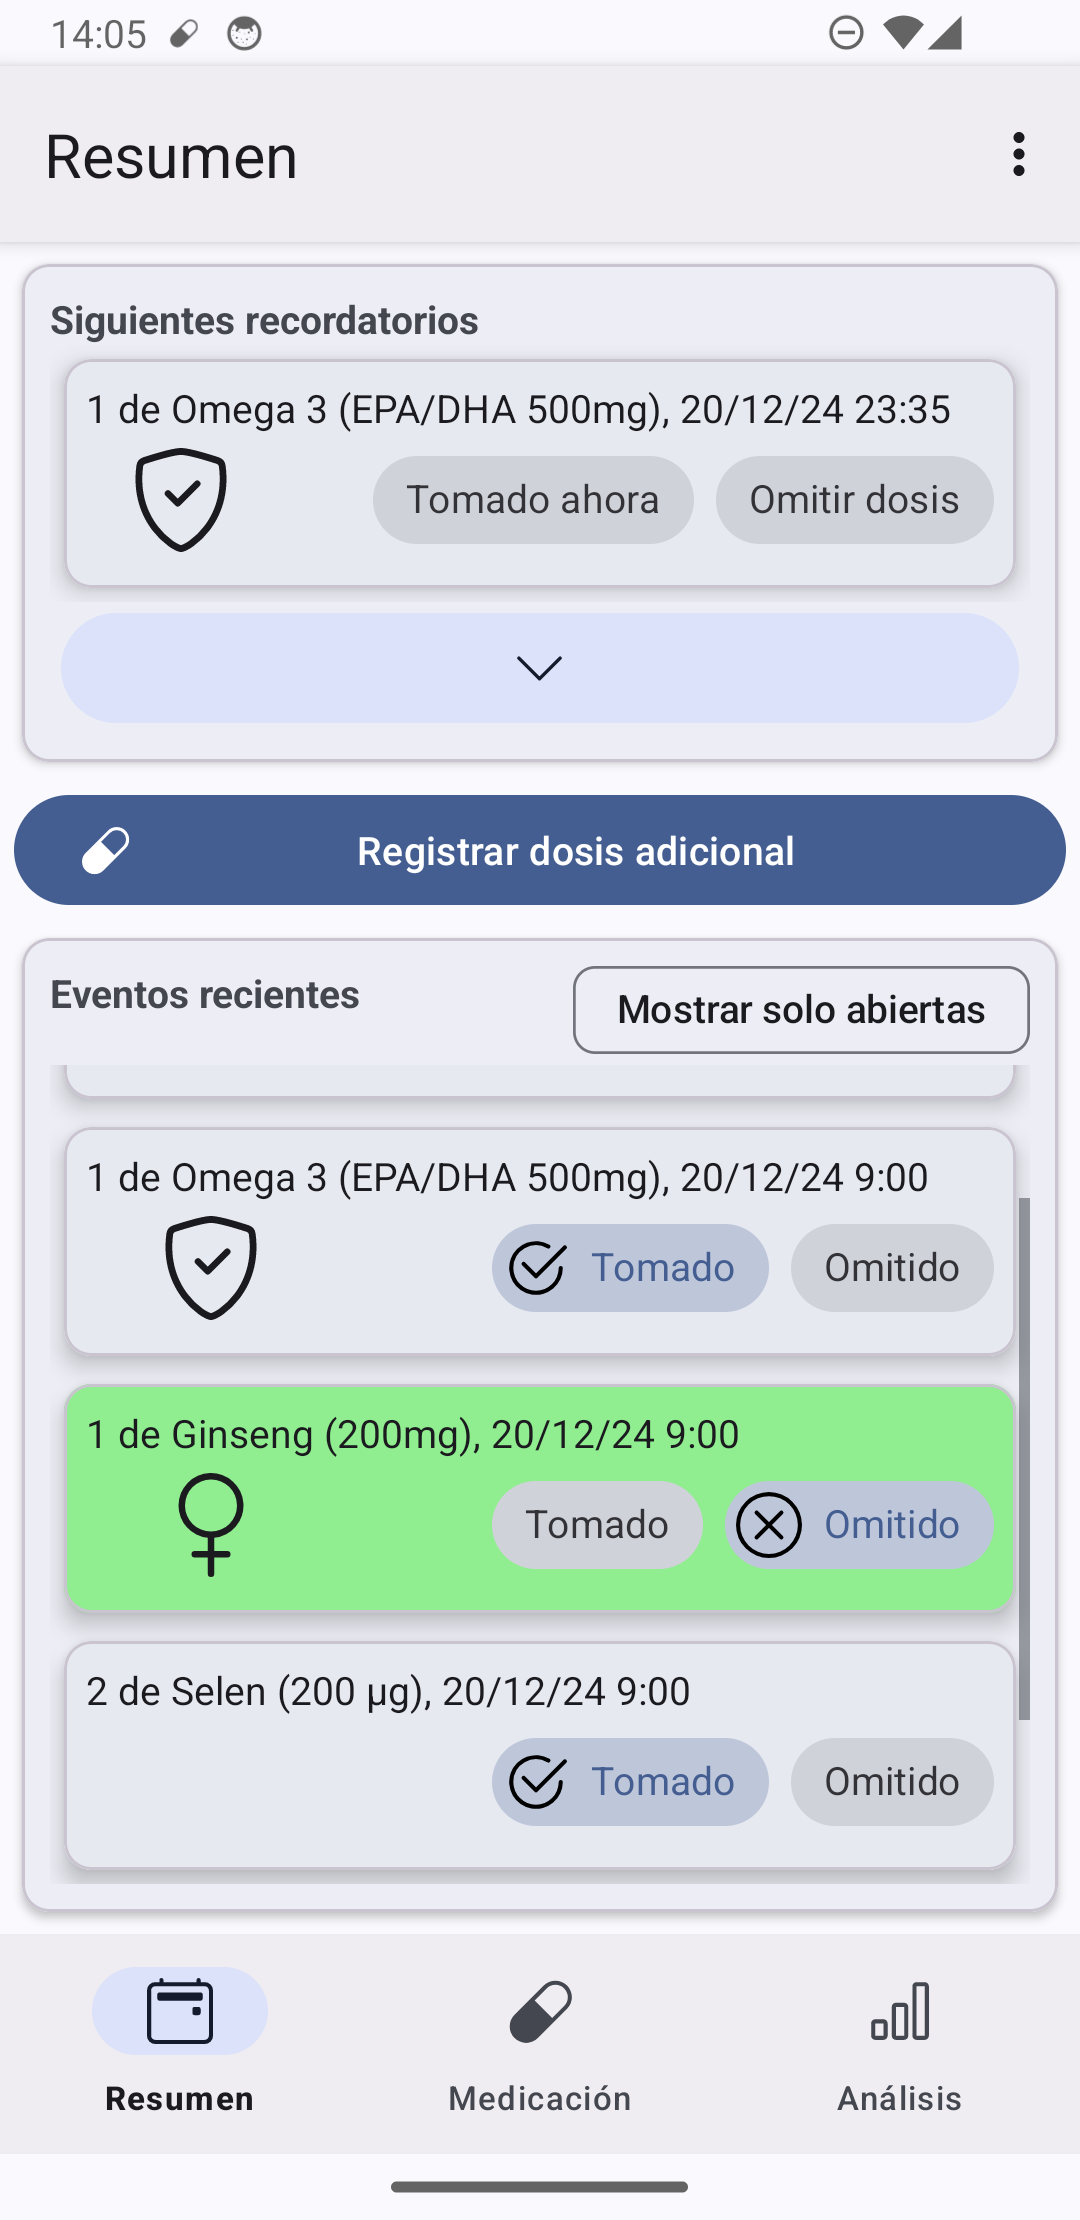 14:05
Resumen
Siguientes recordatorios
1 de Omega 3 (EPA/DHA 500mg), 20/12/24 23:35
Tomado ahora
Omitir dosis
Registrar dosis adicional
Eventos recientes
Mostrar solo abiertas
1 de Omega 3 (EPA/DHA 500mg), 20/12/24 9:00
Tomado
Omitido
1 de Ginseng (200mg), 20/12/24 9:00
Tomado
Omitido
2 de Selen (200 µg), 20/12/24 9:00
Tomado
Omitido
Resumen
Medicación
Análisis